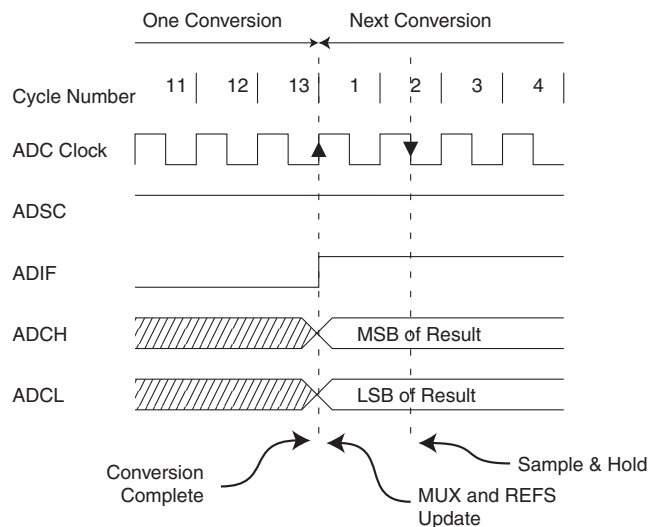 One Conversion Next Conversion
Cycle Number 11 12 13 1 2 3 4
ADC Clock
ADSC
ADIF
ADCH MSB of Result
ADCL LSB of Result
Conversion
Complete
MUX and REFS
Update
Sample & Hold